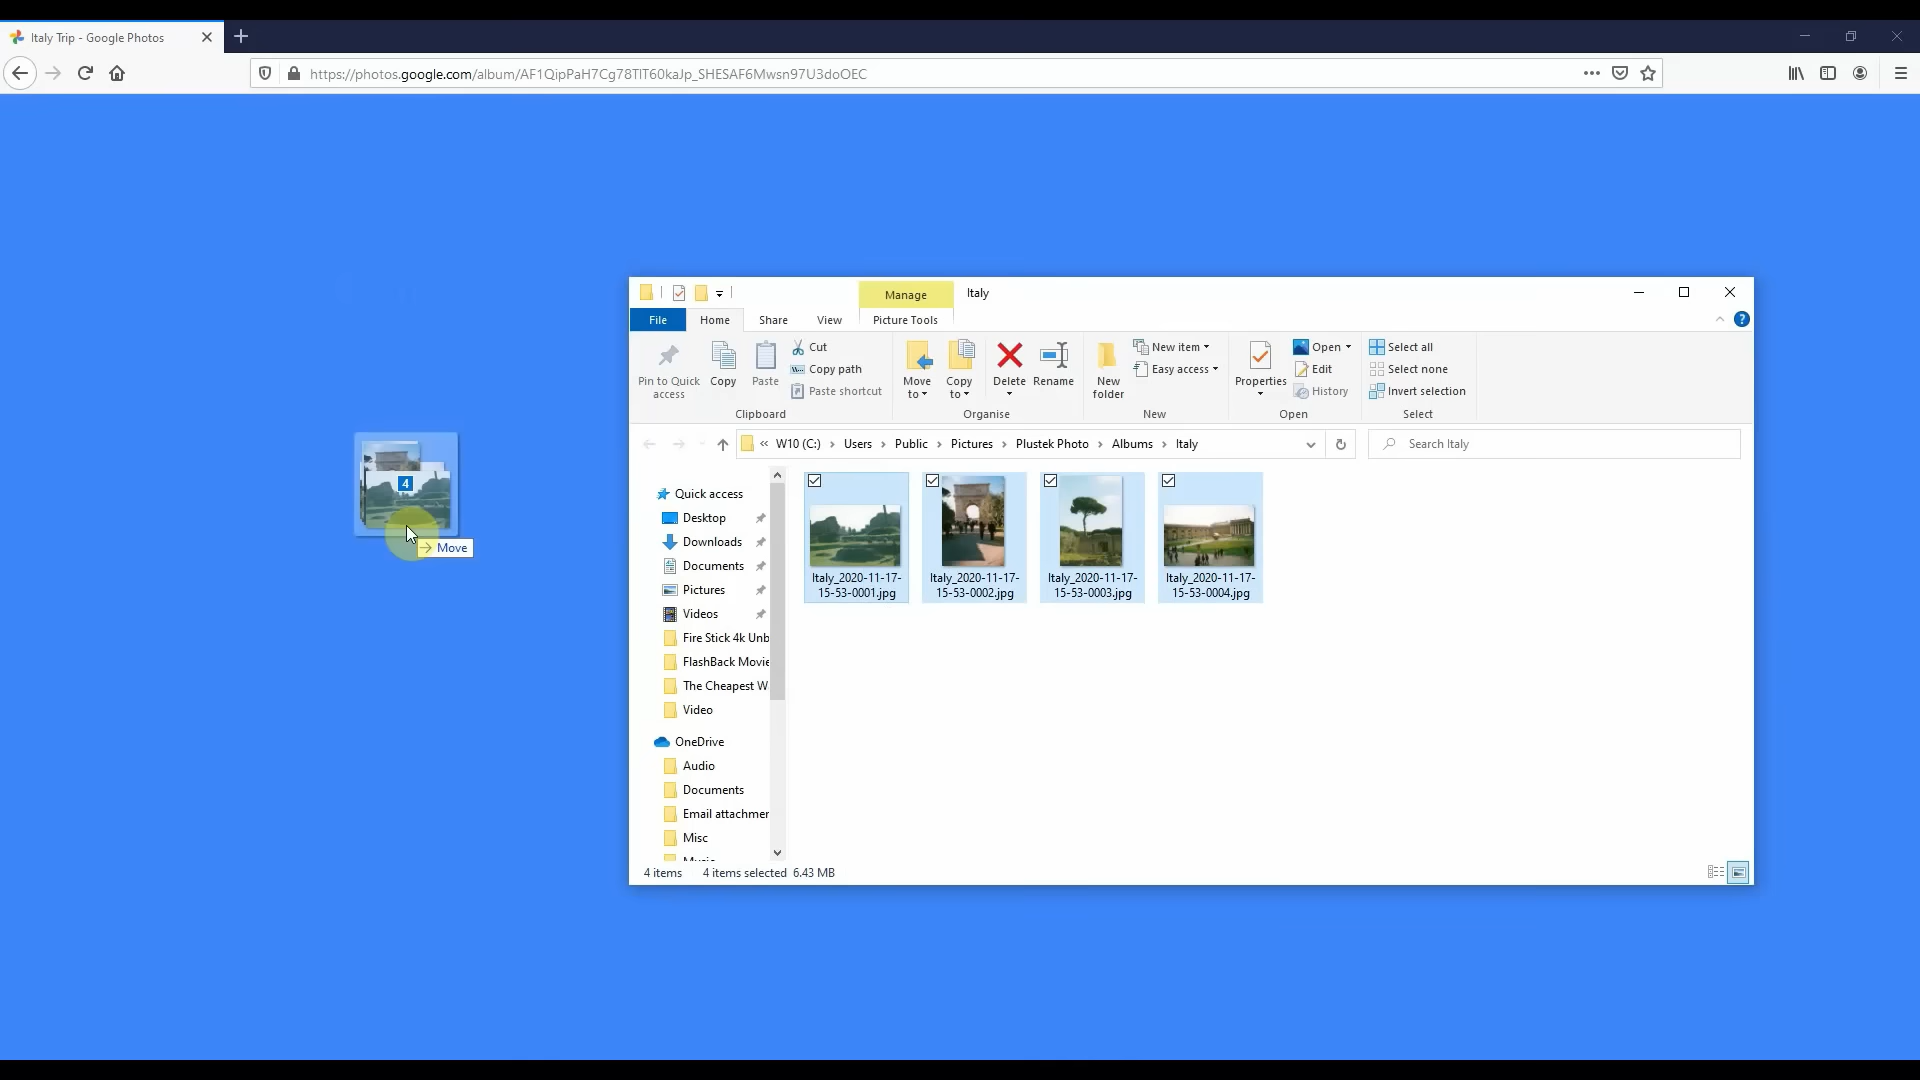 Italy Trip - Google Photos
https://photos.google.com/album/AF1QipPaH7Cg78TIT60kaJp_SHESAF6Mwsn97U3doOEC
Manage
Italy
File
Home
Share
View
Picture Tools
Pin to Quick access
Copy
Paste
Cut
Copy path
Paste shortcut
Clipboard
Move to
Copy to
Delete
Rename
Organise
New folder
New item
Easy access
New
Properties
Open
Edit
History
Open
Select all
Select none
Invert selection
Select
« W10 (C:) › Users › Public › Pictures › Plustek Photo › Albums › Italy
Search Italy
4
Move
Quick access
Desktop
Downloads
Documents
Pictures
Videos
Fire Stick 4k Unb
FlashBack Movie
The Cheapest W
Video
OneDrive
Audio
Documents
Email attachmer
Misc
Italy_2020-11-17-
15-53-0001.jpg
Italy_2020-11-17-
15-53-0002.jpg
Italy_2020-11-17-
15-53-0003.jpg
Italy_2020-11-17-
15-53-0004.jpg
4 items
4 items selected 6.43 MB